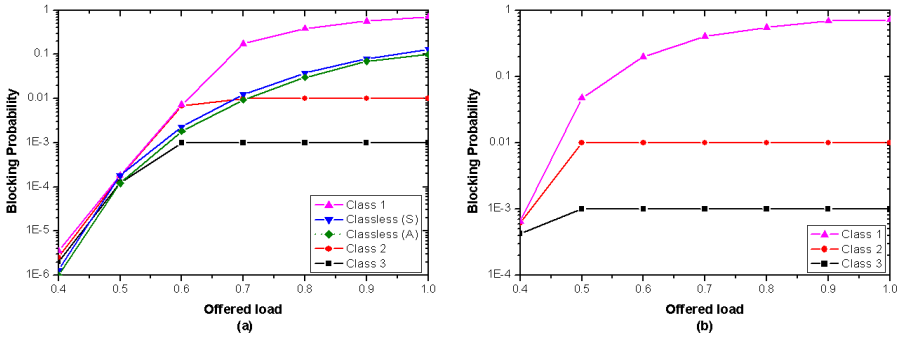 Blocking Probability
1
0.1
0.01
1E-3
1E-4
1E-5
1E-6
0.4 0.5 0.6 0.7 0.8 0.9 1.0
Class 1
Classless (S)
Classless (A)
Class 2
Class 3
Offered load
(a)
Blocking Probability
1
0.1
0.01
1E-3
1E-4
0.4 0.5 0.6 0.7 0.8 0.9 1.0
Class 1
Class 2
Class 3
Offered load
(b)